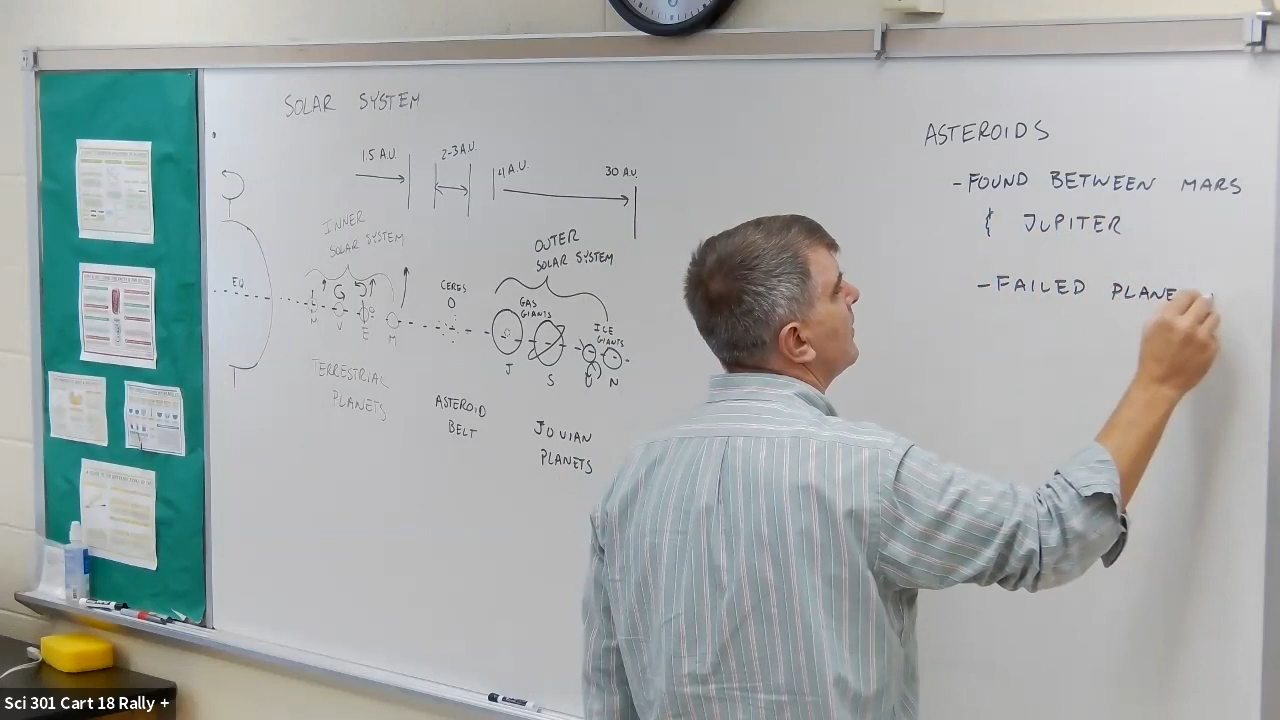 SOLAR SYSTEM
1.5 A.U.
2-3 A.U.
4 A.U.
30 A.U.
INNER
SOLAR SYSTEM
OUTER
SOLAR SYSTEM
EQ
CERES
GAS
GIANTS
ICE
GIANTS
M
V
E
M
J
S
U
N
TERRESTRIAL
PLANETS
ASTEROID
BELT
JOVIAN
PLANETS
ASTEROIDS
- FOUND BETWEEN MARS
& JUPITER
- FAILED PLANE
Sci 301 Cart 18 Rally +